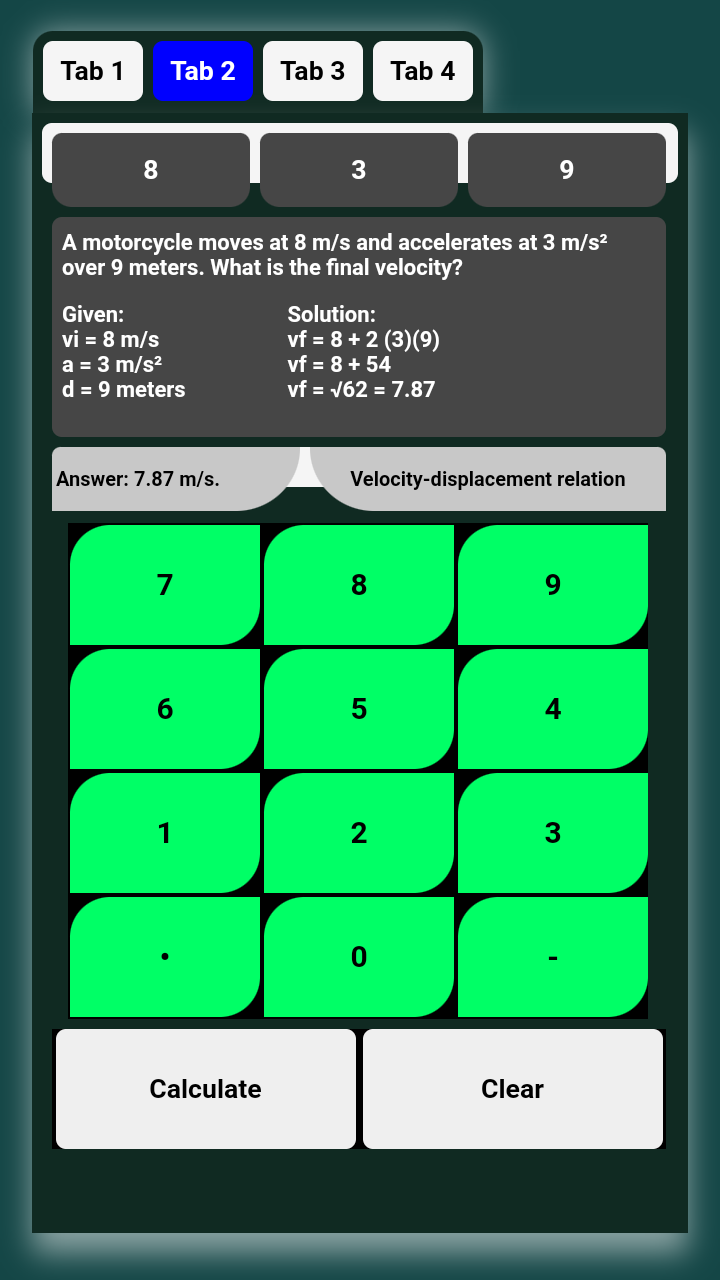 Tab 1 Tab 2 Tab 3 Tab 4
8 3 9
A motorcycle moves at 8 m/s and accelerates at 3 m/s²
over 9 meters. What is the final velocity?
Given: Solution:
vi = 8 m/s vf = 8 + 2 (3)(9)
a = 3 m/s² vf = 8 + 54
d = 9 meters vf = √62 = 7.87
Answer: 7.87 m/s. Velocity-displacement relation
7 8 9
6 5 4
1 2 3
• 0 -
Calculate Clear